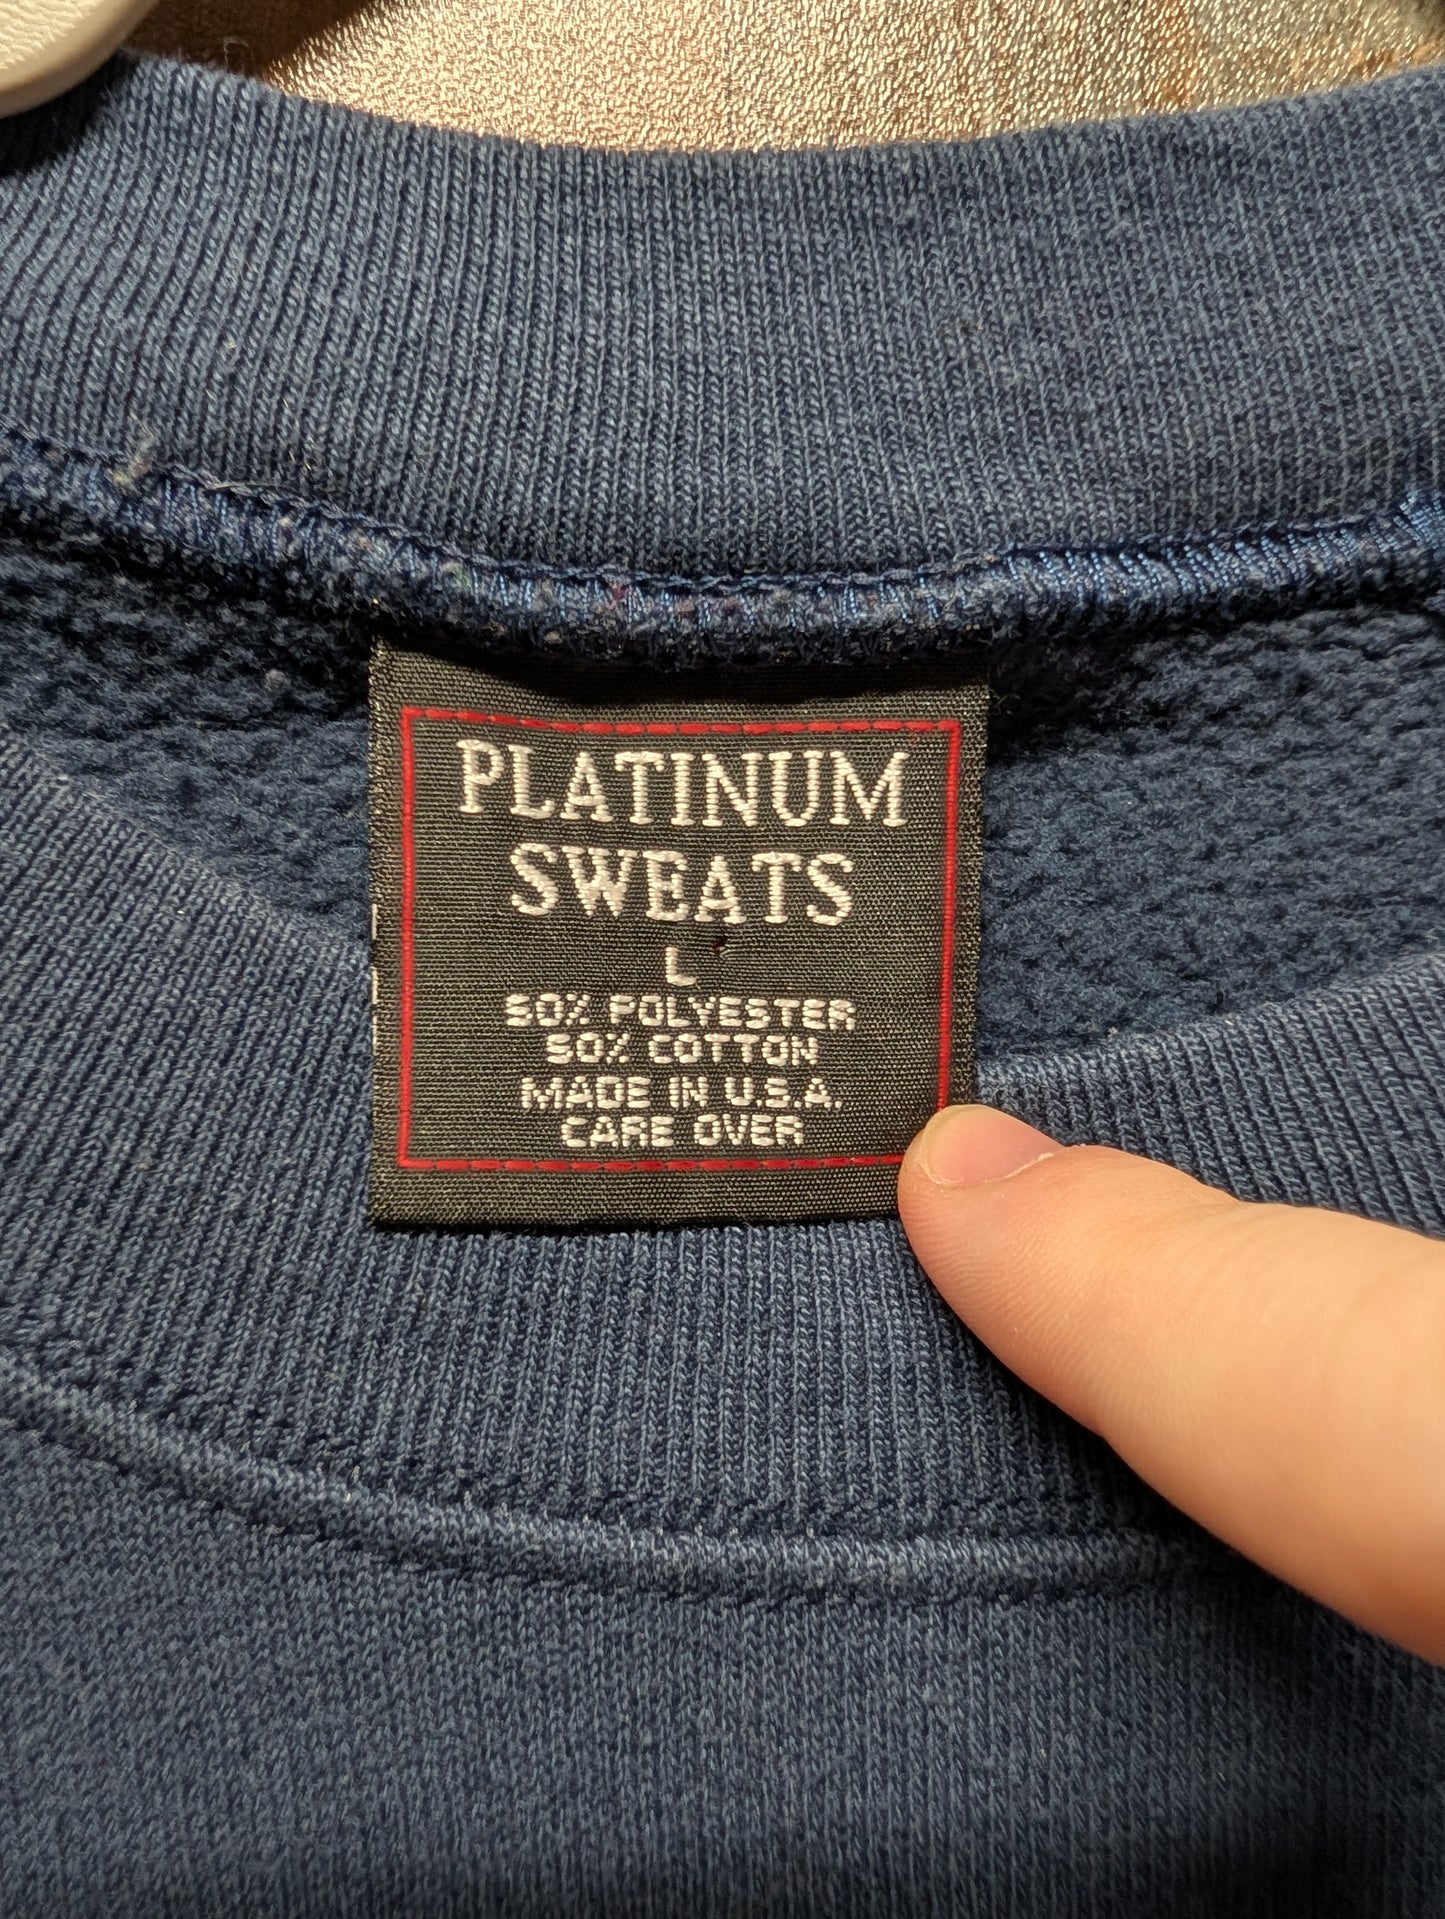 PLATINUM
SWEATS
L
50% POLYESTER
50% COTTON
MADE IN U.S.A.
CARE OVER